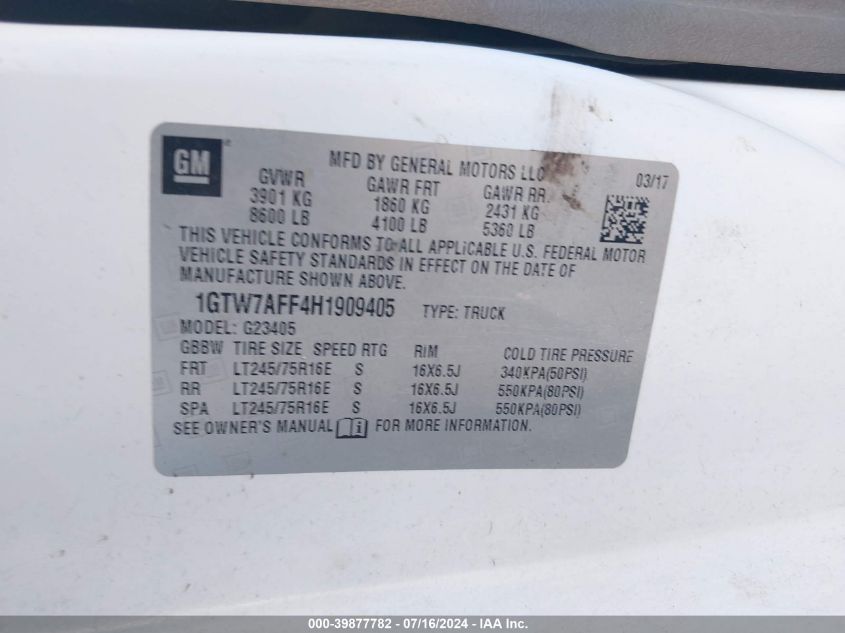 GM
MFD BY GENERAL MOTORS LLC
03/17
GVWR GAWR FRT GAWR RR
3901 KG 1860 KG 2431 KG
8600 LB 4100 LB 5360 LB
THIS VEHICLE CONFORMS TO ALL APPLICABLE U.S. FEDERAL MOTOR
VEHICLE SAFETY STANDARDS IN EFFECT ON THE DATE OF
MANUFACTURE SHOWN ABOVE.
1GTW7AFF4H1909405 TYPE: TRUCK
MODEL: G23405
GBBW TIRE SIZE SPEED RTG RIM COLD TIRE PRESSURE
FRT LT245/75R16E S 16X6.5J 340KPA(50PSI)
RR LT245/75R16E S 16X6.5J 550KPA(80PSI)
SPA LT245/75R16E S 16X6.5J 550KPA(80PSI)
SEE OWNER'S MANUAL FOR MORE INFORMATION.
000-39877782 - 07/16/2024 - IAA Inc.